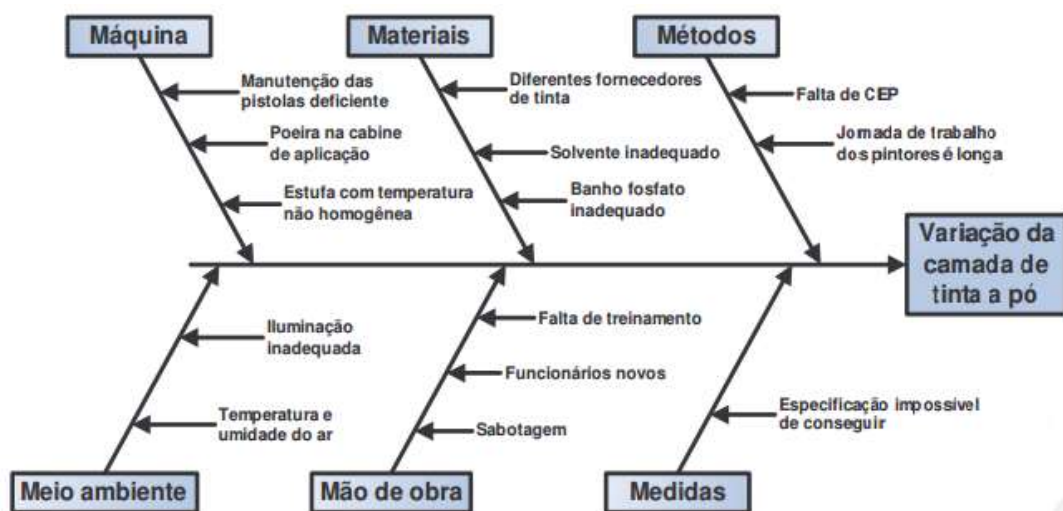 Máquina
Materiais
Métodos
Manutenção das
pistolas deficiente
Poeira na cabine
de aplicação
Estufa com temperatura
não homogênea
Diferentes fornecedores
de tinta
Solvente inadequado
Banho fosfato
inadequado
Falta de CEP
Jornada de trabalho
dos pintores é longa
Variação da
camada de
tinta a pó
Iluminação
inadequada
Temperatura e
umidade do ar
Falta de treinamento
Funcionários novos
Sabotagem
Especificação impossível
de conseguir
Meio ambiente
Mão de obra
Medidas